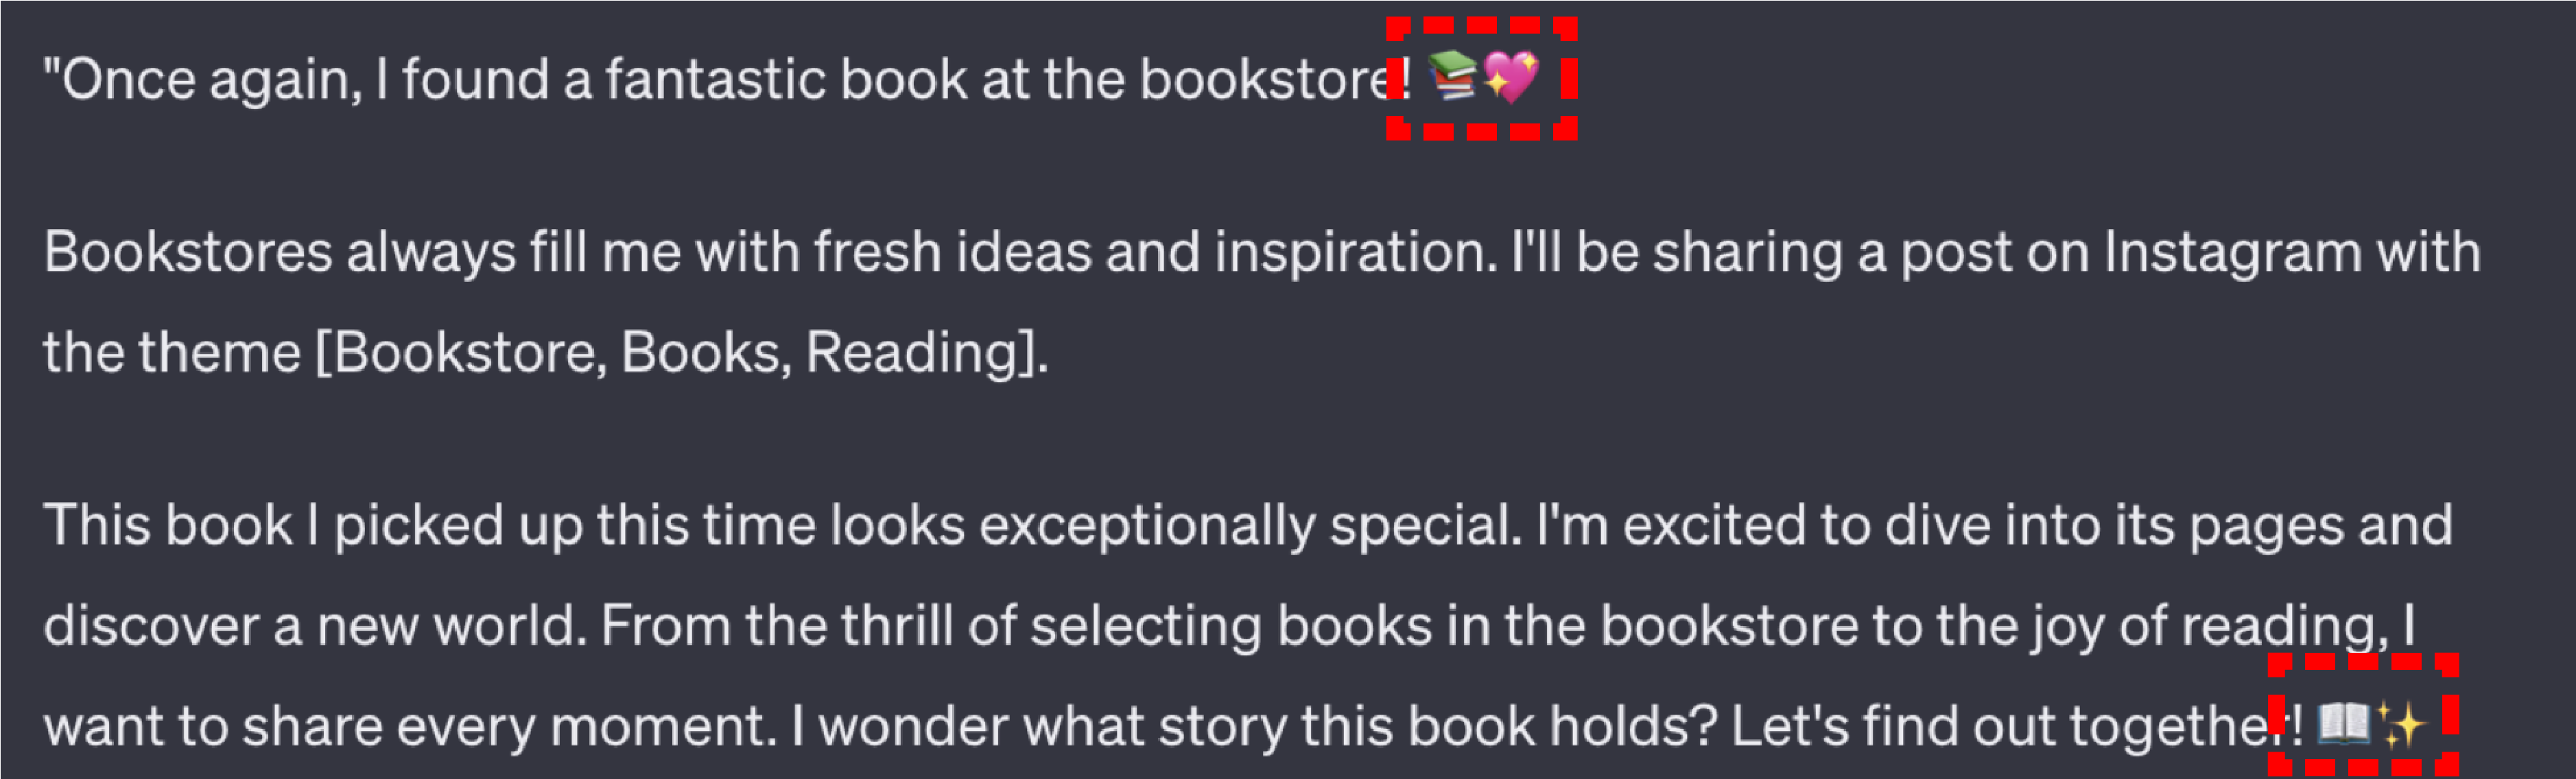 "Once again, I found a fantastic book at the bookstore! 📚💖
Bookstores always fill me with fresh ideas and inspiration. I'll be sharing a post on Instagram with
the theme [Bookstore, Books, Reading].
This book I picked up this time looks exceptionally special. I'm excited to dive into its pages and
discover a new world. From the thrill of selecting books in the bookstore to the joy of reading, I
want to share every moment. I wonder what story this book holds? Let's find out together! 📖✨